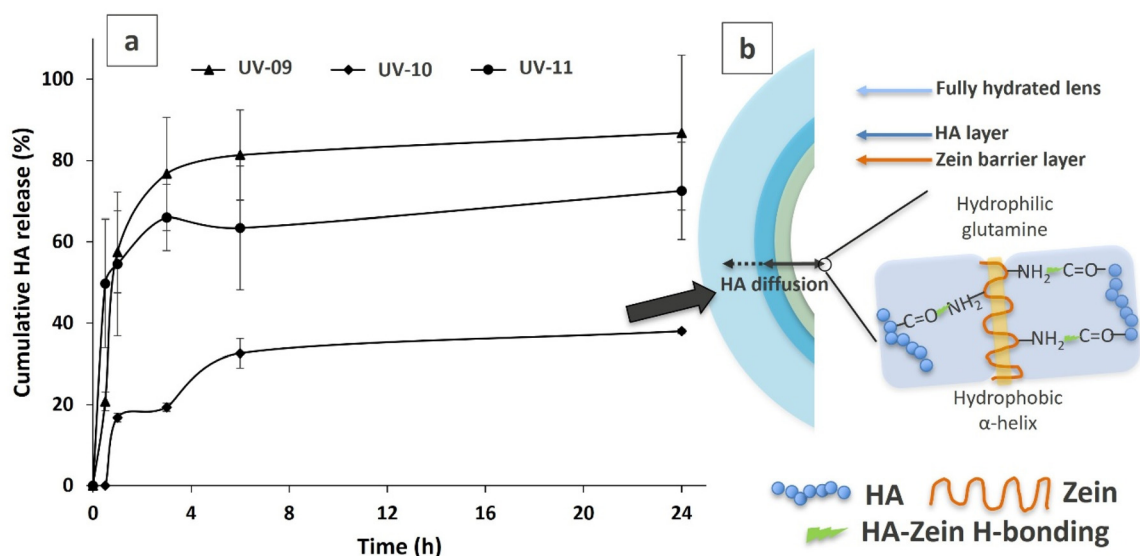 a
UV-09 UV-10 UV-11
Cumulative HA release (%)
100
80
60
40
20
0
0 4 8 12 16 20 24
Time (h)
b
Fully hydrated lens
HA layer
Zein barrier layer
HA diffusion
Hydrophilic
glutamine
NH₂ C=O
C=O NH₂
NH₂ C=O
Hydrophobic
α-helix
HA Zein
HA-Zein H-bonding